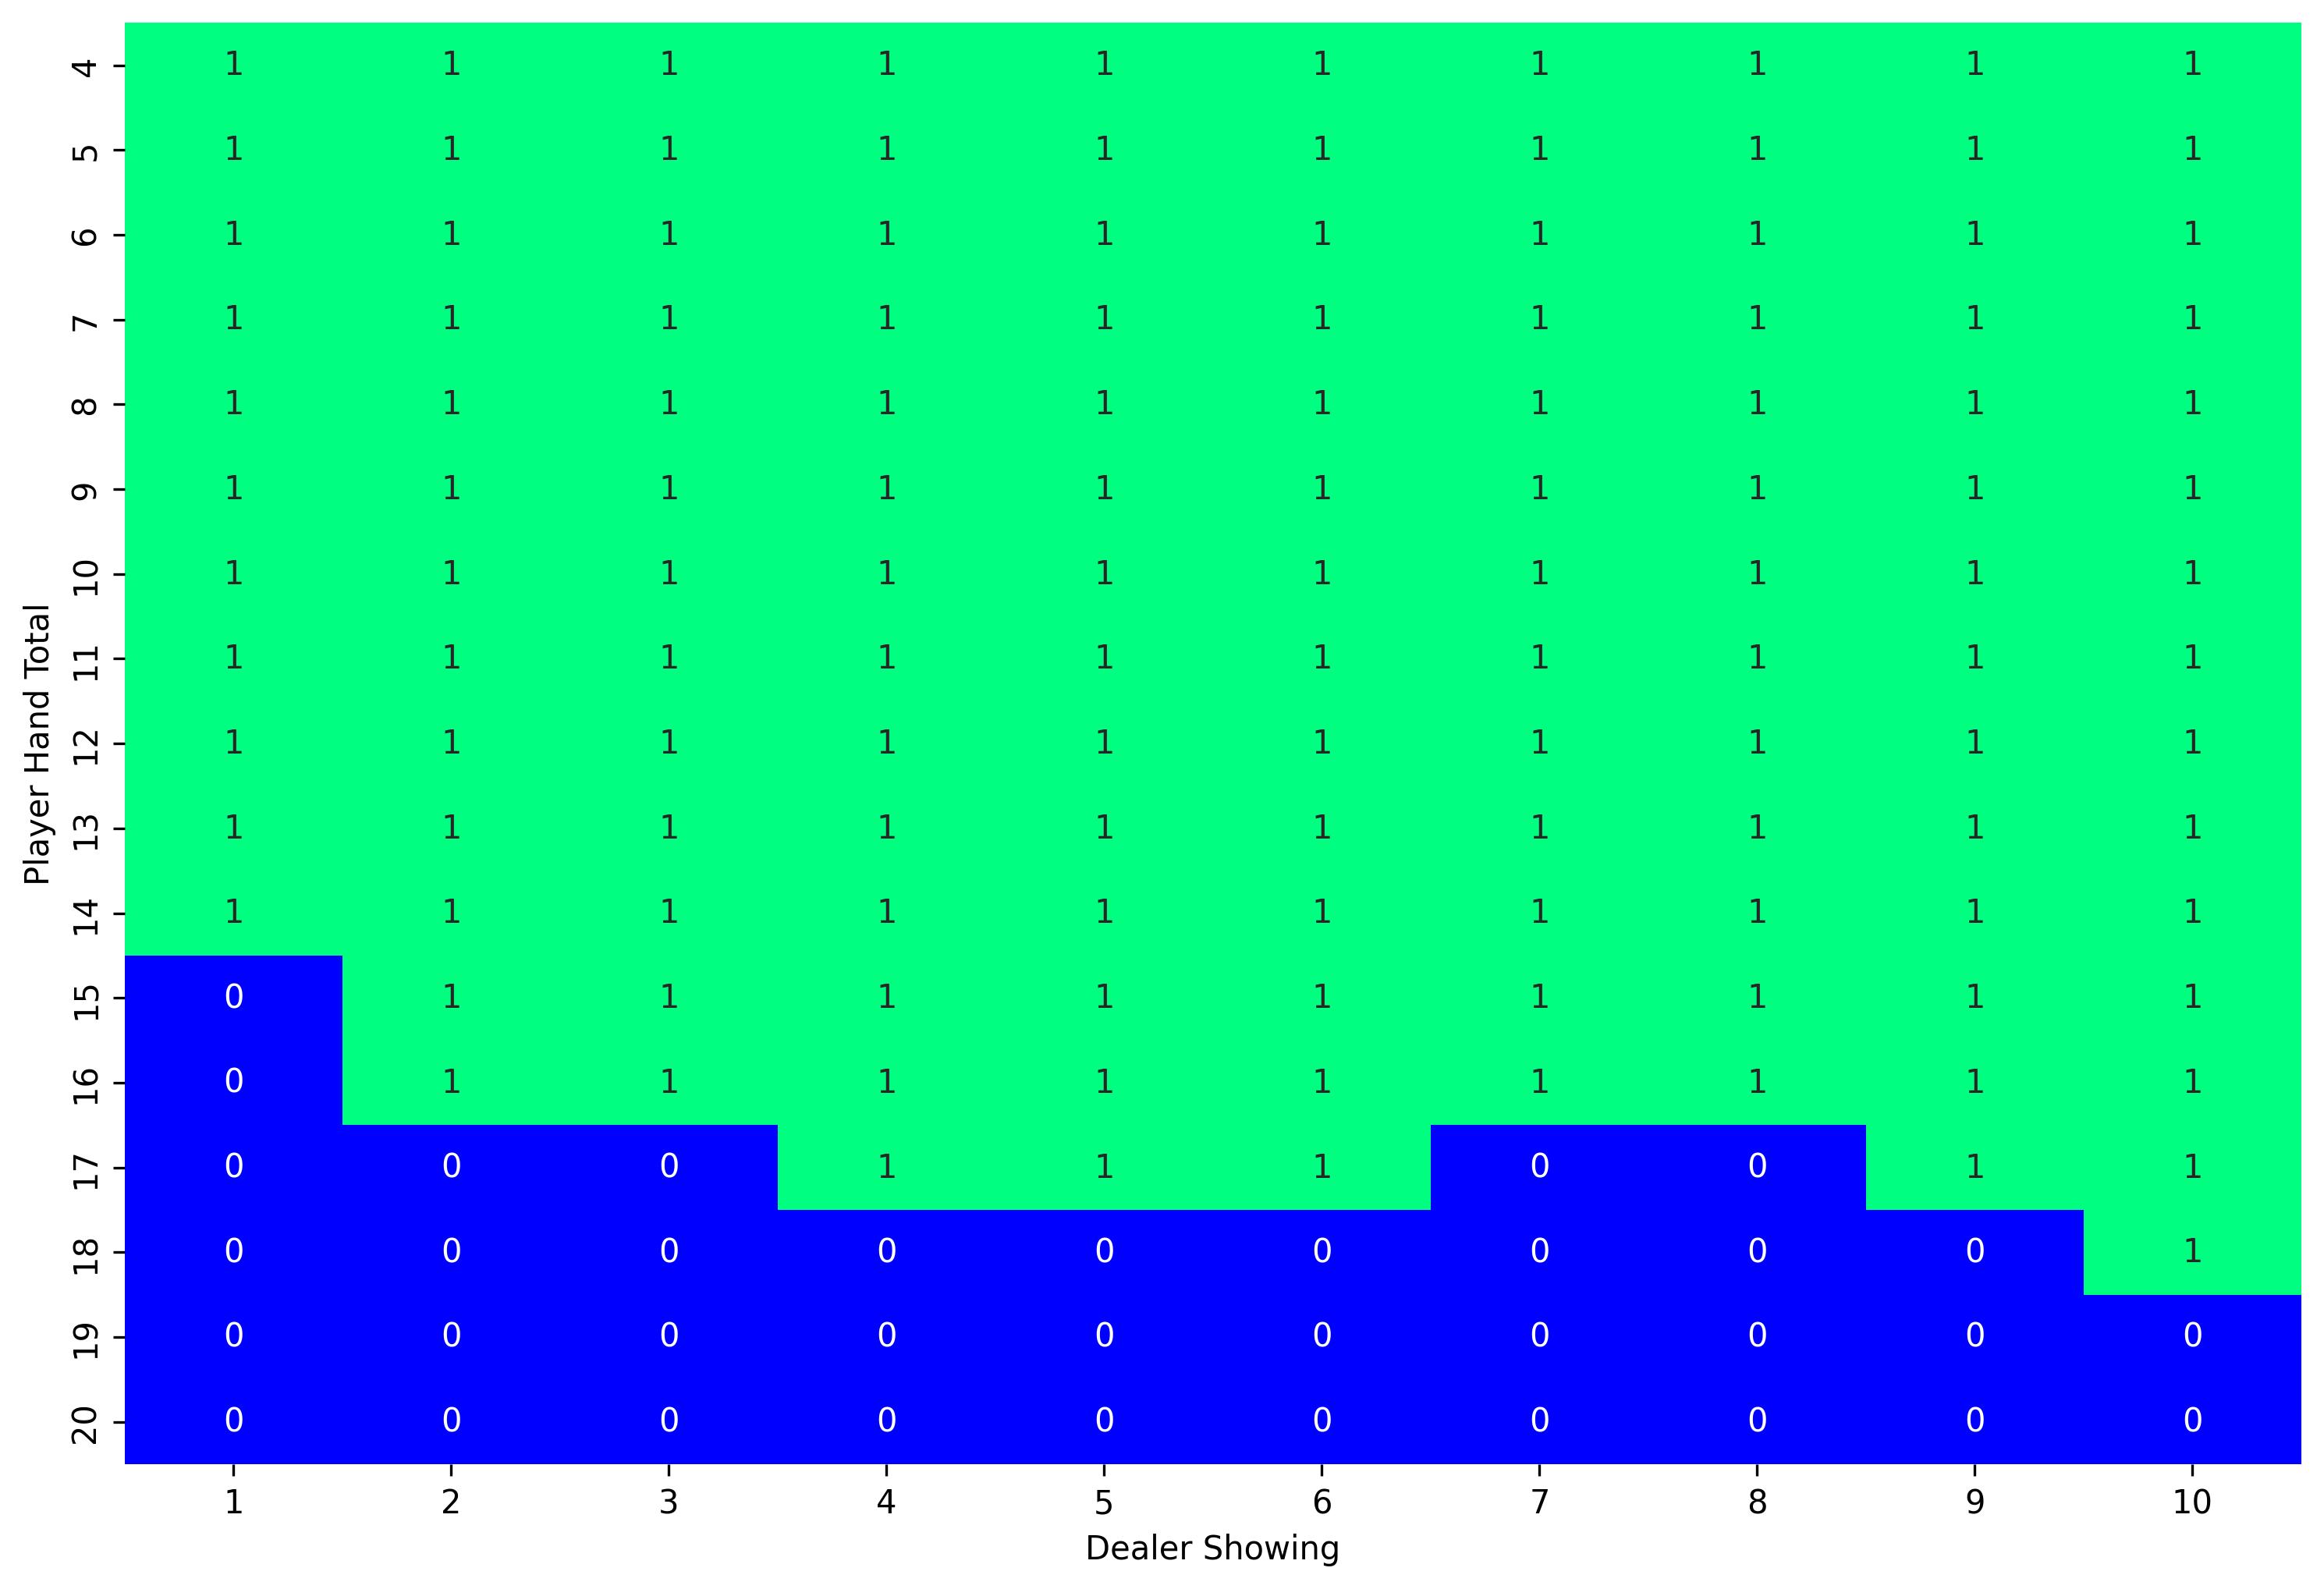 Player Hand Total
4 1 1 1 1 1 1 1 1 1 1
5 1 1 1 1 1 1 1 1 1 1
6 1 1 1 1 1 1 1 1 1 1
7 1 1 1 1 1 1 1 1 1 1
8 1 1 1 1 1 1 1 1 1 1
9 1 1 1 1 1 1 1 1 1 1
10 1 1 1 1 1 1 1 1 1 1
11 1 1 1 1 1 1 1 1 1 1
12 1 1 1 1 1 1 1 1 1 1
13 1 1 1 1 1 1 1 1 1 1
14 1 1 1 1 1 1 1 1 1 1
15 0 1 1 1 1 1 1 1 1 1
16 0 1 1 1 1 1 1 1 1 1
17 0 0 0 1 1 1 0 0 1 1
18 0 0 0 0 0 0 0 0 0 1
19 0 0 0 0 0 0 0 0 0 0
20 0 0 0 0 0 0 0 0 0 0
1 2 3 4 5 6 7 8 9 10
Dealer Showing